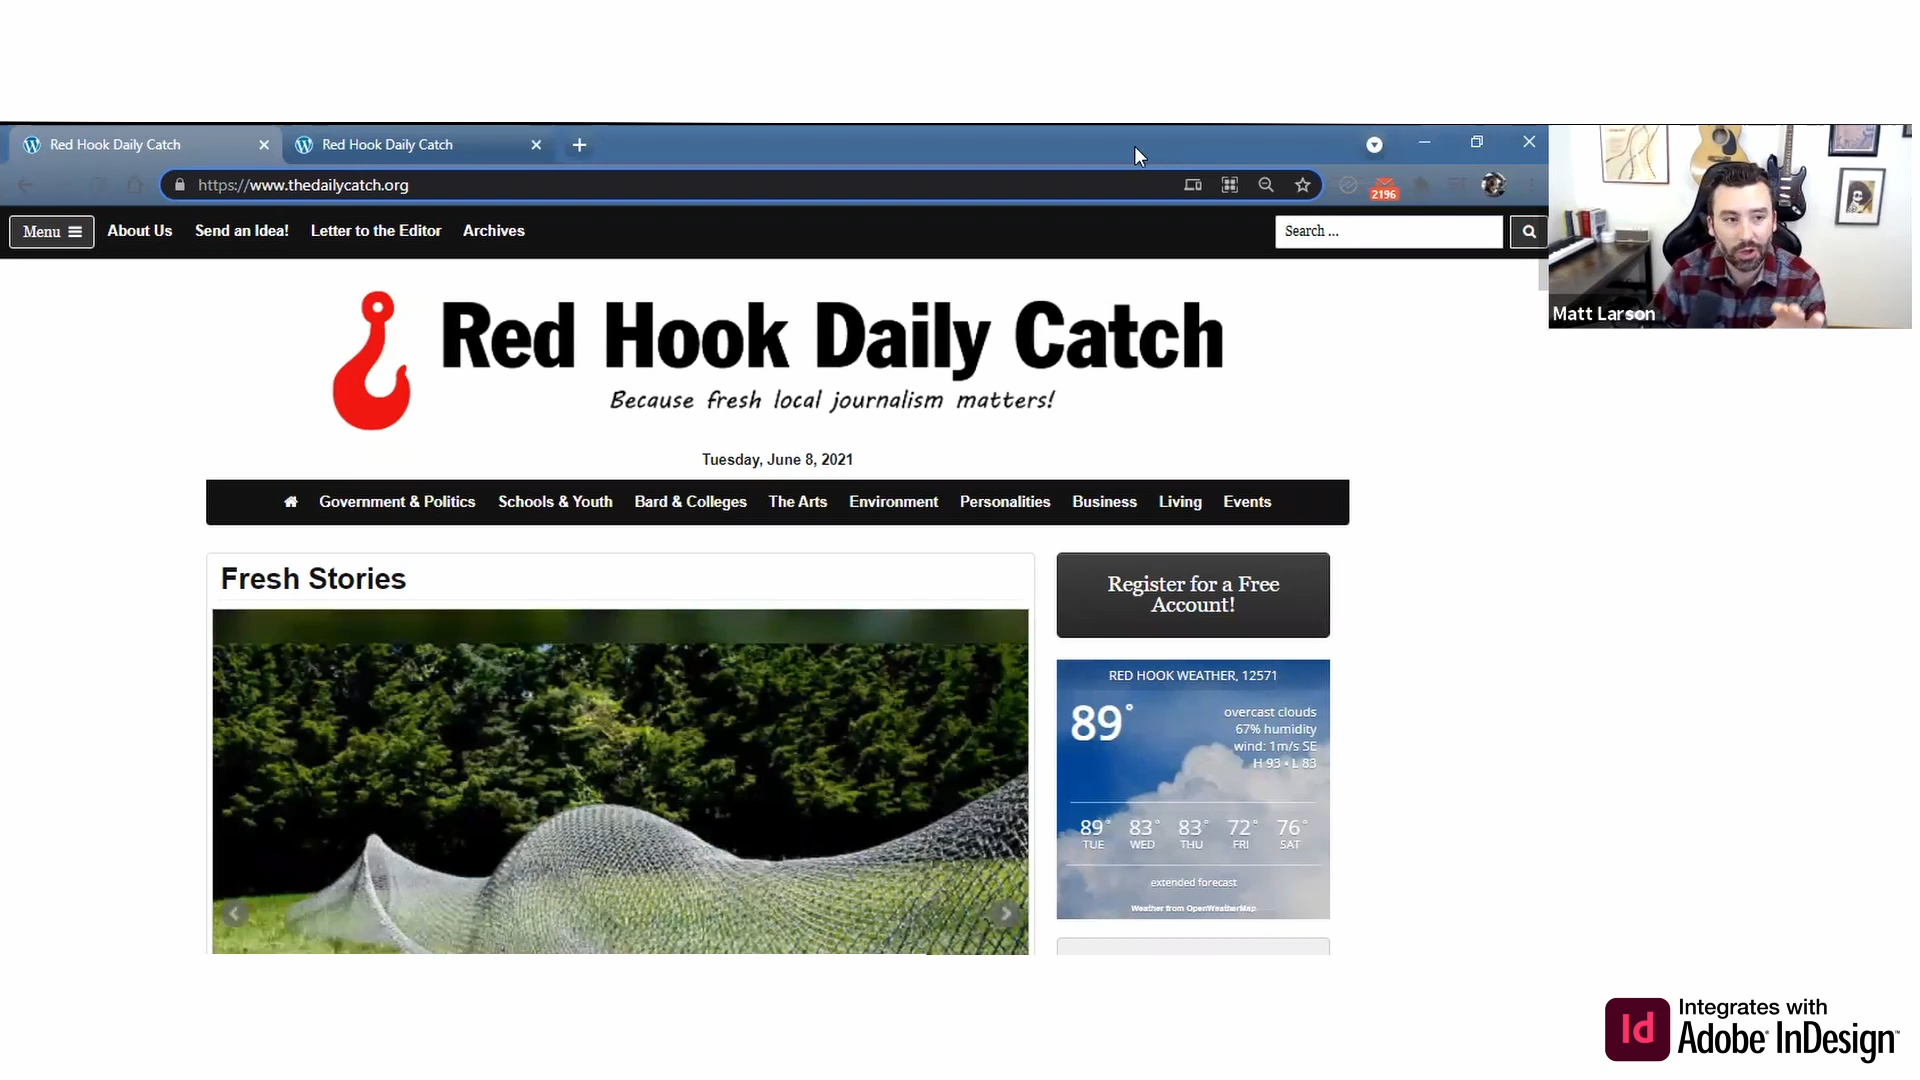 Red Hook Daily Catch
Red Hook Daily Catch
https://www.thedailycatch.org
2196
Menu
About Us
Send an Idea!
Letter to the Editor
Archives
Search ...
Matt Larson
Red Hook Daily Catch
Because fresh local journalism matters!
Tuesday, June 8, 2021
Government & Politics
Schools & Youth
Bard & Colleges
The Arts
Environment
Personalities
Business
Living
Events
Fresh Stories
Register for a Free
Account!
RED HOOK WEATHER, 12571
89°
overcast clouds
67% humidity
wind: 1m/s SE
H 93 • L 83
89° 83° 83° 72° 76°
TUE WED THU FRI SAT
extended forecast
Weather from OpenWeatherMap
Id
Integrates with
Adobe® InDesign™